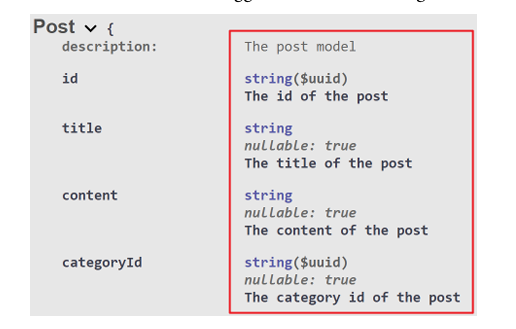 Post {
description: The post model
id string($uuid)
The id of the post
title string
nullable: true
The title of the post
content string
nullable: true
The content of the post
categoryId string($uuid)
nullable: true
The category id of the post